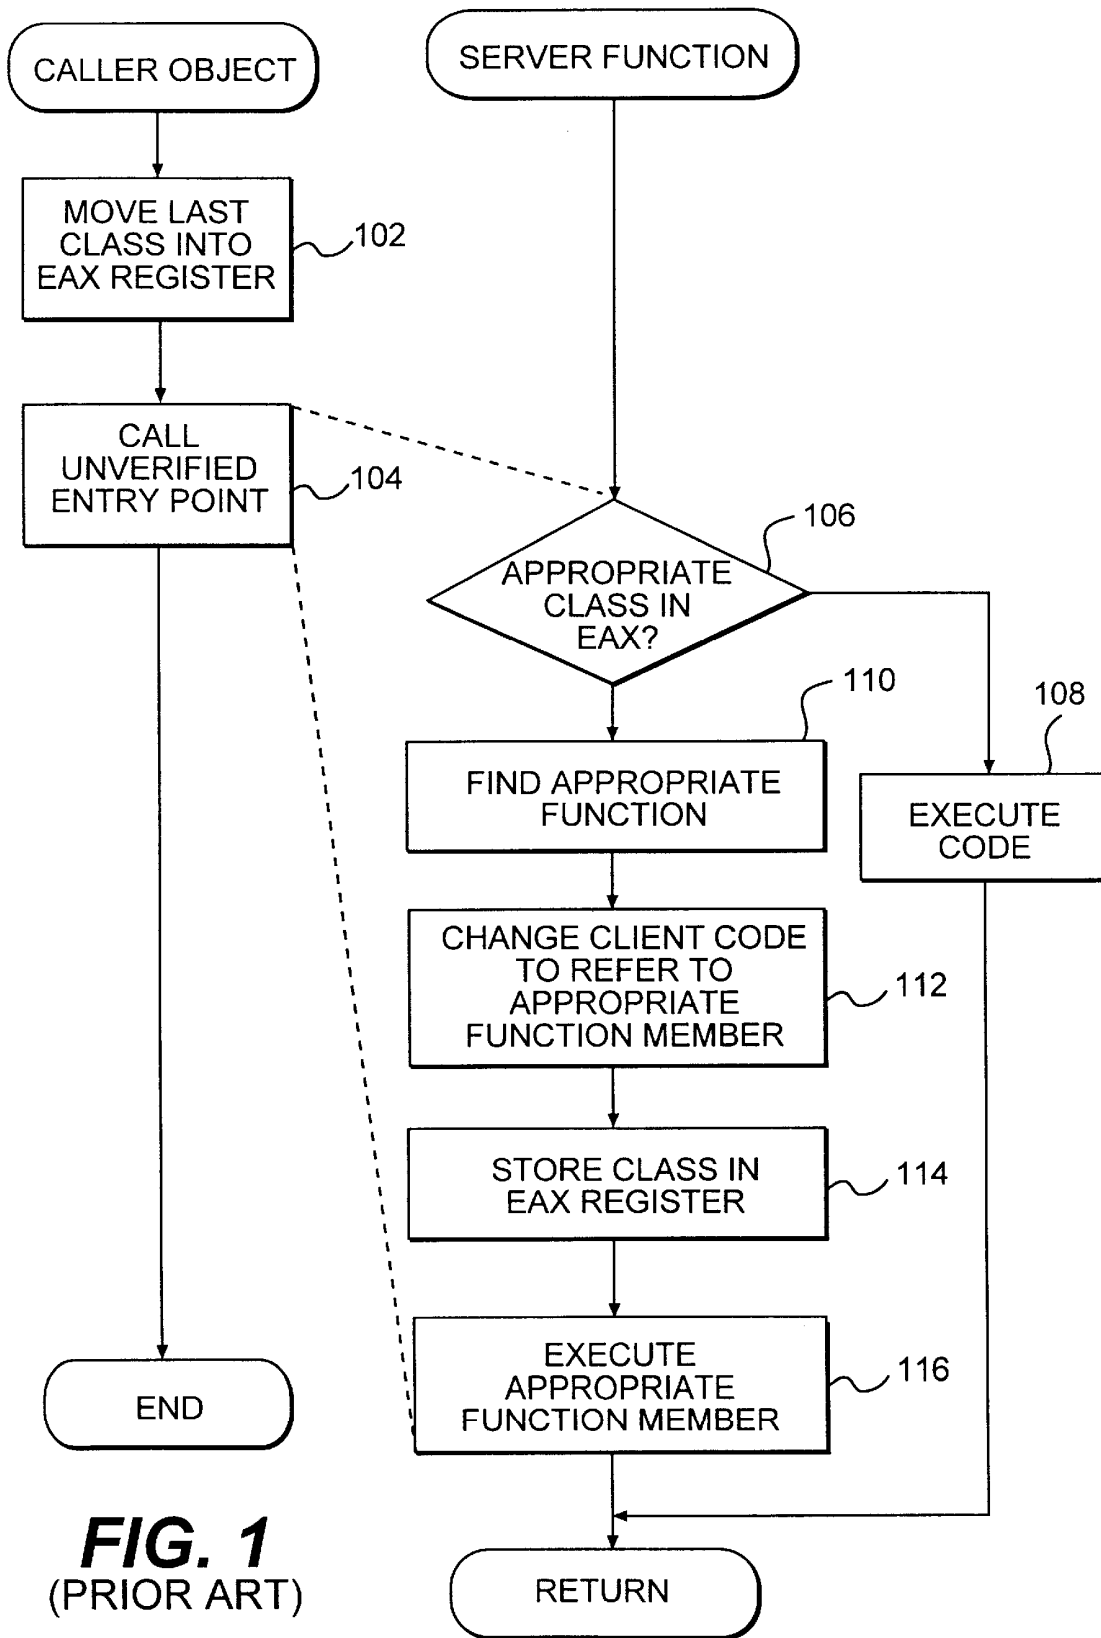 CALLER OBJECT
MOVE LAST
CLASS INTO
EAX REGISTER
102
CALL
UNVERIFIED
ENTRY POINT
104
END
SERVER FUNCTION
APPROPRIATE
CLASS IN
EAX?
106
108
EXECUTE
CODE
110
FIND APPROPRIATE
FUNCTION
CHANGE CLIENT CODE
TO REFER TO
APPROPRIATE
FUNCTION MEMBER
112
STORE CLASS IN
EAX REGISTER
114
EXECUTE
APPROPRIATE
FUNCTION MEMBER
116
RETURN
FIG. 1
(PRIOR ART)